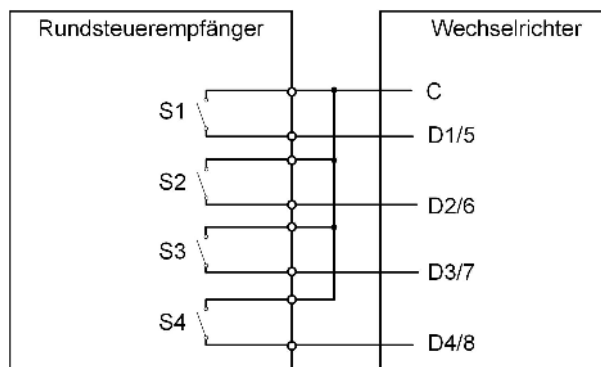 Rundsteuerempfänger
Wechselrichter
C
S1
D1/5
S2
D2/6
S3
D3/7
S4
D4/8